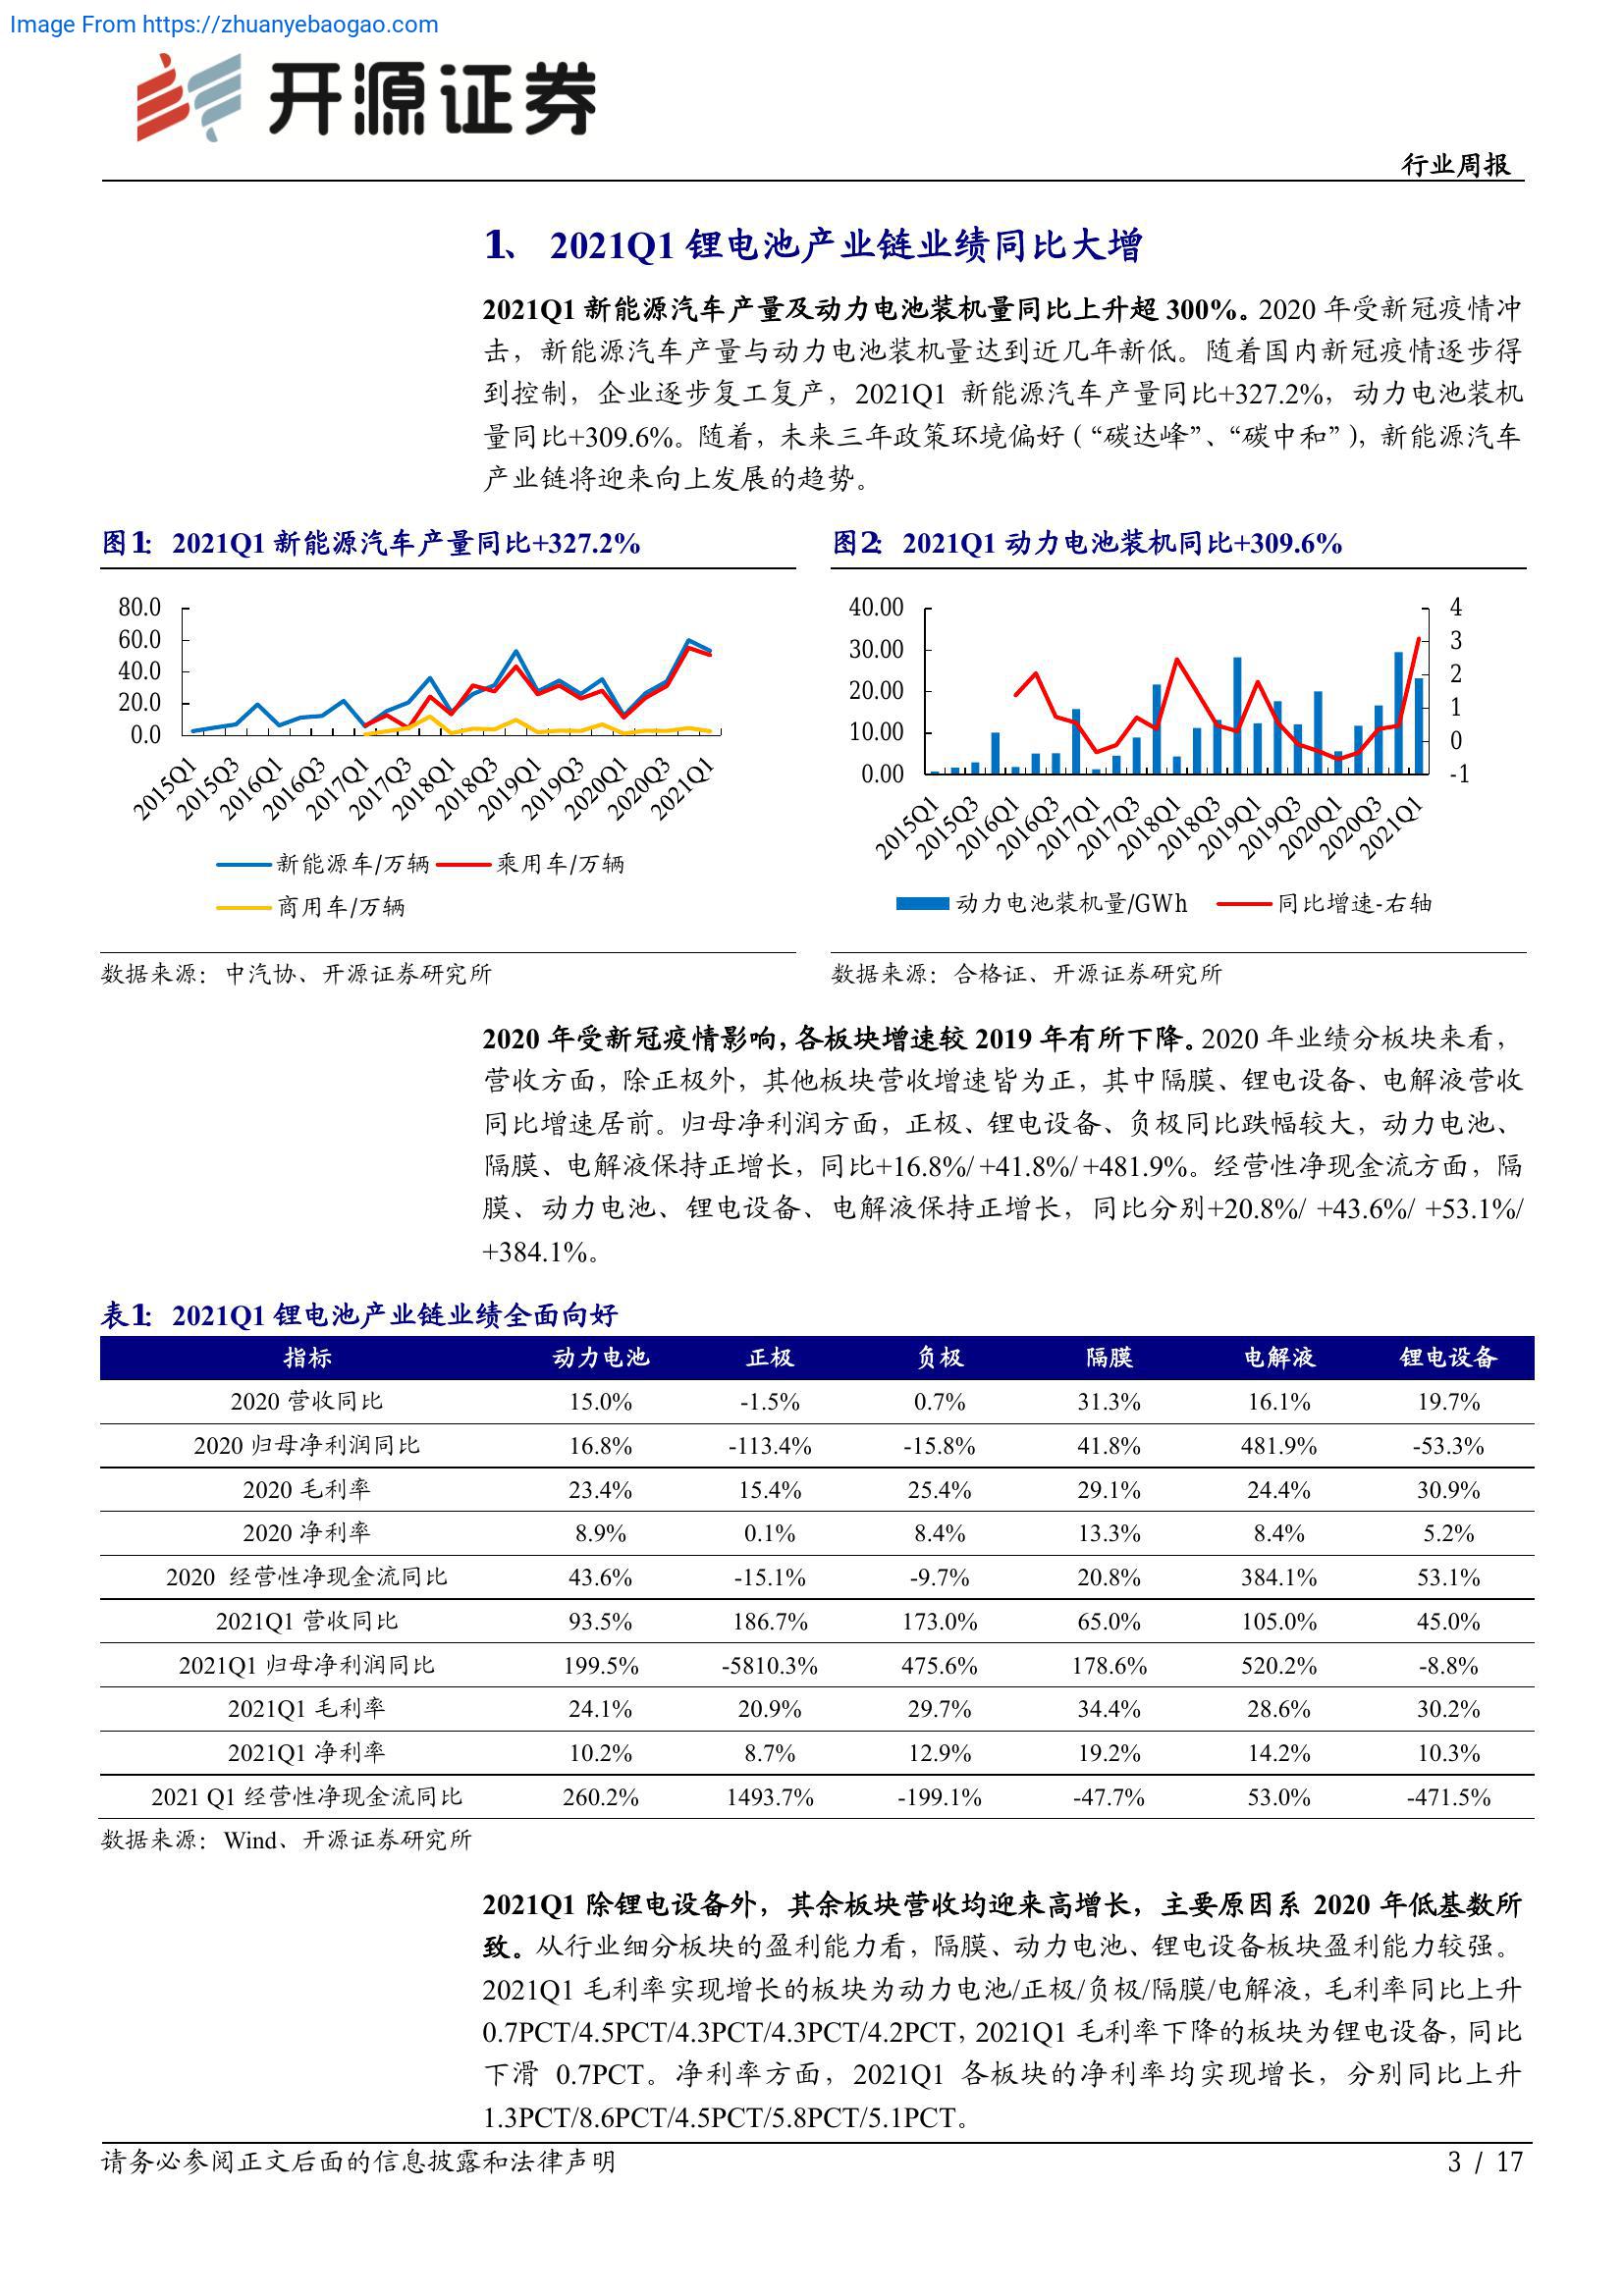 Image From https://zhuanyebaogao.com
开源证券
行业周报
1、 2021Q1 锂电池产业链业绩同比大增
2021Q1 新能源汽车产量及动力电池装机量同比上升超 300%。2020 年受新冠疫情冲
击，新能源汽车产量与动力电池装机量达到近几年新低。随着国内新冠疫情逐步得
到控制，企业逐步复工复产，2021Q1 新能源汽车产量同比+327.2%，动力电池装机
量同比+309.6%。随着，未来三年政策环境偏好（“碳达峰”、“碳中和”），新能源汽车
产业链将迎来向上发展的趋势。
图1： 2021Q1 新能源汽车产量同比+327.2%
80.0
60.0
40.0
20.0
0.0
2015Q1 2015Q3 2016Q1 2016Q3 2017Q1 2017Q3 2018Q1 2018Q3 2019Q1 2019Q3 2020Q1 2020Q3 2021Q1
新能源车/万辆 乘用车/万辆
商用车/万辆
数据来源：中汽协、开源证券研究所
图2： 2021Q1 动力电池装机同比+309.6%
40.00
30.00
20.00
10.00
0.00
4
3
2
1
0
-1
2015Q1 2015Q3 2016Q1 2016Q3 2017Q1 2017Q3 2018Q1 2018Q3 2019Q1 2019Q3 2020Q1 2020Q3 2021Q1
动力电池装机量/GWh 同比增速-右轴
数据来源：合格证、开源证券研究所
2020 年受新冠疫情影响，各板块增速较 2019 年有所下降。2020 年业绩分板块来看，
营收方面，除正极外，其他板块营收增速皆为正，其中隔膜、锂电设备、电解液营收
同比增速居前。归母净利润方面，正极、锂电设备、负极同比跌幅较大，动力电池、
隔膜、电解液保持正增长，同比+16.8%/ +41.8%/ +481.9%。经营性净现金流方面，隔
膜、动力电池、锂电设备、电解液保持正增长，同比分别+20.8%/ +43.6%/ +53.1%/
+384.1%。
表1： 2021Q1 锂电池产业链业绩全面向好
指标 动力电池 正极 负极 隔膜 电解液 锂电设备
2020 营收同比 15.0% -1.5% 0.7% 31.3% 16.1% 19.7%
2020 归母净利润同比 16.8% -113.4% -15.8% 41.8% 481.9% -53.3%
2020 毛利率 23.4% 15.4% 25.4% 29.1% 24.4% 30.9%
2020 净利率 8.9% 0.1% 8.4% 13.3% 8.4% 5.2%
2020 经营性净现金流同比 43.6% -15.1% -9.7% 20.8% 384.1% 53.1%
2021Q1 营收同比 93.5% 186.7% 173.0% 65.0% 105.0% 45.0%
2021Q1 归母净利润同比 199.5% -5810.3% 475.6% 178.6% 520.2% -8.8%
2021Q1 毛利率 24.1% 20.9% 29.7% 34.4% 28.6% 30.2%
2021Q1 净利率 10.2% 8.7% 12.9% 19.2% 14.2% 10.3%
2021 Q1 经营性净现金流同比 260.2% 1493.7% -199.1% -47.7% 53.0% -471.5%
数据来源：Wind、开源证券研究所
2021Q1 除锂电设备外，其余板块营收均迎来高增长，主要原因系 2020 年低基数所
致。从行业细分板块的盈利能力看，隔膜、动力电池、锂电设备板块盈利能力较强。
2021Q1 毛利率实现增长的板块为动力电池/正极/负极/隔膜/电解液，毛利率同比上升
0.7PCT/4.5PCT/4.3PCT/4.3PCT/4.2PCT，2021Q1 毛利率下降的板块为锂电设备，同比
下滑 0.7PCT。净利率方面，2021Q1 各板块的净利率均实现增长，分别同比上升
1.3PCT/8.6PCT/4.5PCT/5.8PCT/5.1PCT。
请务必参阅正文后面的信息披露和法律声明
3 / 17